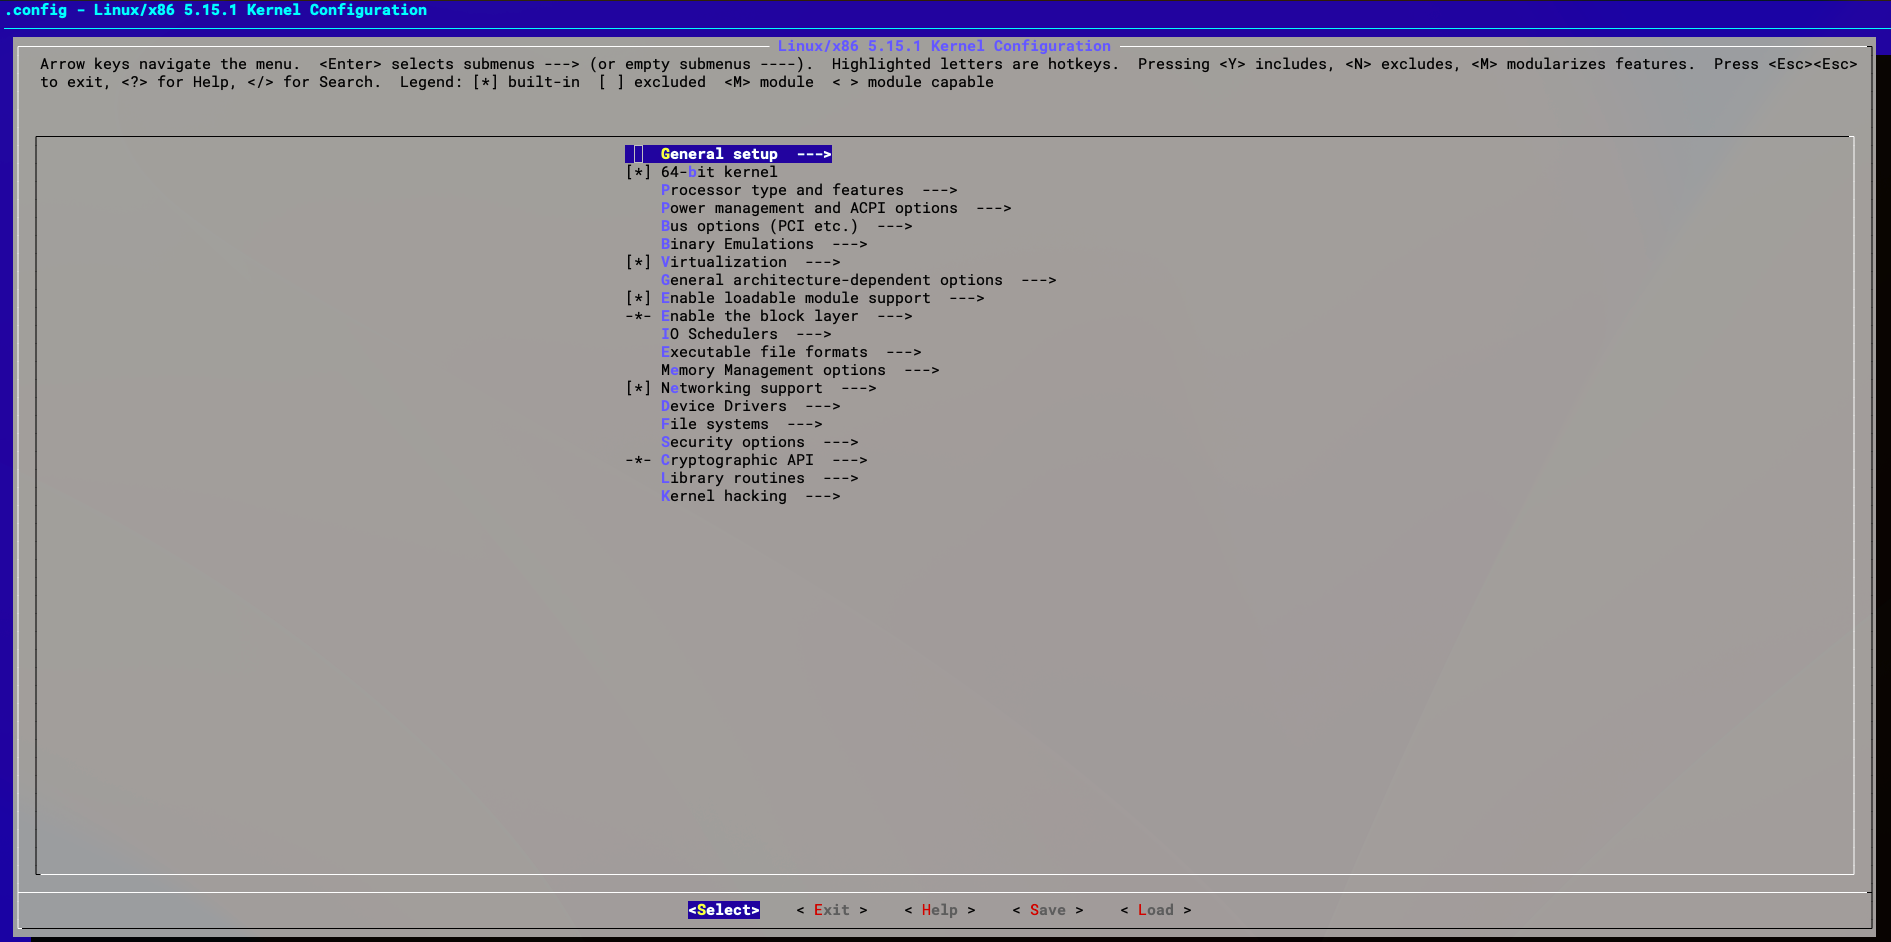 .config - Linux/x86 5.15.1 Kernel Configuration
Linux/x86 5.15.1 Kernel Configuration
Arrow keys navigate the menu.  <Enter> selects submenus ---> (or empty submenus ----).  Highlighted letters are hotkeys.  Pressing <Y> includes, <N> excludes, <M> modularizes features.  Press <Esc><Esc>
to exit, <?> for Help, </> for Search.  Legend: [*] built-in  [ ] excluded  <M> module  < > module capable
General setup  --->
[*] 64-bit kernel
Processor type and features  --->
Power management and ACPI options  --->
Bus options (PCI etc.)  --->
Binary Emulations  --->
[*] Virtualization  --->
General architecture-dependent options  --->
[*] Enable loadable module support  --->
-*- Enable the block layer  --->
IO Schedulers  --->
Executable file formats  --->
Memory Management options  --->
[*] Networking support  --->
Device Drivers  --->
File systems  --->
Security options  --->
-*- Cryptographic API  --->
Library routines  --->
Kernel hacking  --->
<Select>    < Exit >    < Help >    < Save >    < Load >